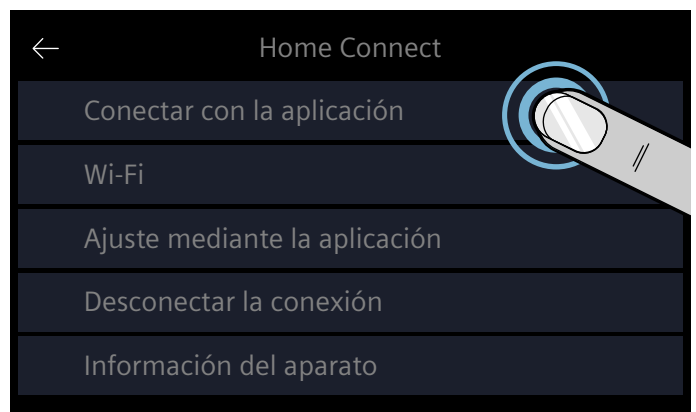 Home Connect
Conectar con la aplicación
Wi-Fi
Ajuste mediante la aplicación
Desconectar la conexión
Información del aparato